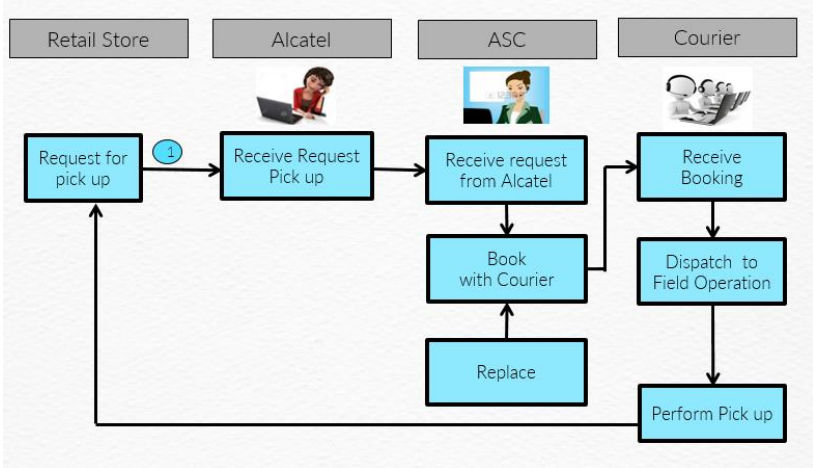 Retail Store
Alcatel
ASC
Courier
Request for
pick up
1
Receive Request
Pick up
Receive request
from Alcatel
Receive
Booking
Book
with Courier
Dispatch to
Field Operation
Replace
Perform Pick up